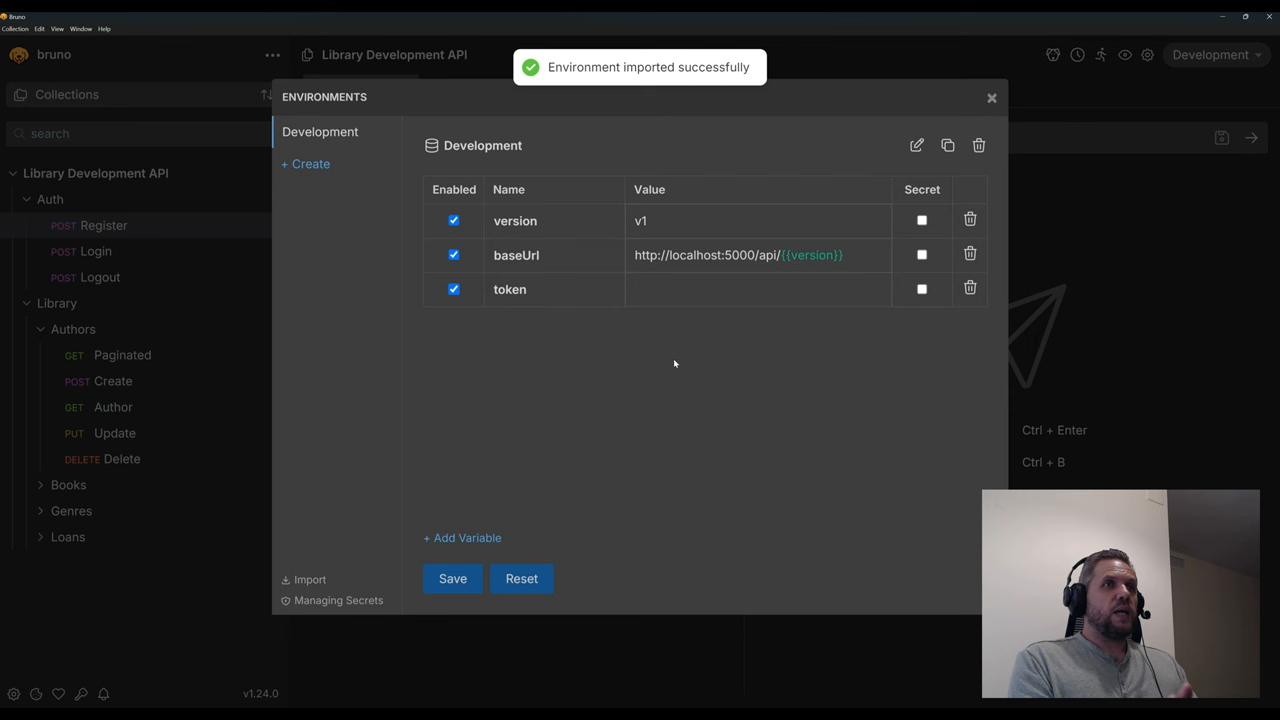 Bruno
Collection Edit View Window Help
bruno
Library Development API
Development
Environment imported successfully
Collections
search
Library Development API
Auth
POST Register
POST Login
POST Logout
Library
Authors
GET Paginated
POST Create
GET Author
PUT Update
DELETE Delete
Books
Genres
Loans
v1.24.0
ENVIRONMENTS
Development
+ Create
Import
Managing Secrets
Development
Enabled Name Value Secret
version v1
baseUrl http://localhost:5000/api/{{version}}
token
+ Add Variable
Save Reset
Ctrl + Enter
Ctrl + B